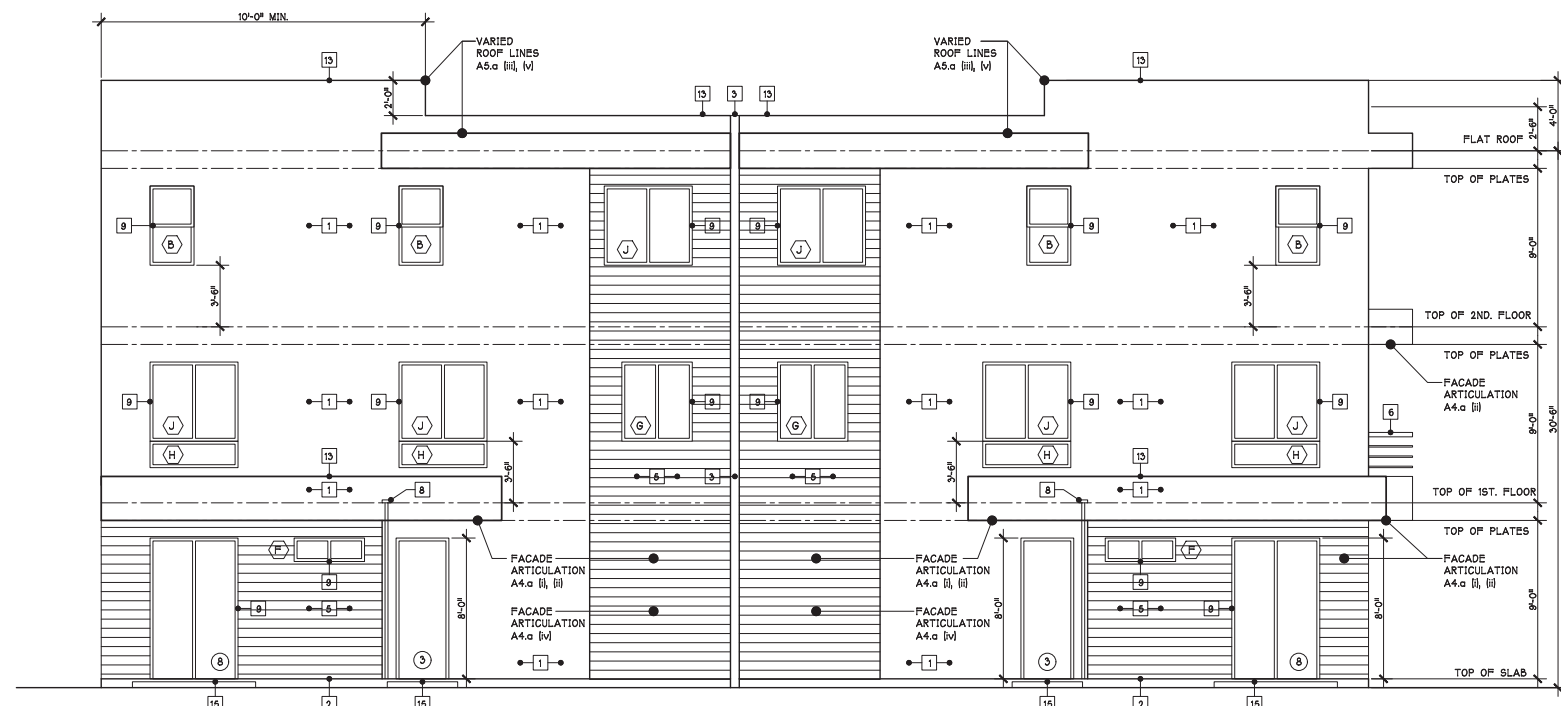 10'-0" MIN.
VARIED
ROOF LINES
A5.a (iii), (v)
VARIED
ROOF LINES
A5.a (iii), (v)
13
13
2'-0"
13
3
13
4'-0"
2'-6"
FLAT ROOF
TOP OF PLATES
9
1
9
1
9
9
1
9
1
9
B
B
J
J
B
B
9'-0"
3'-6"
3'-6"
TOP OF 2ND. FLOOR
TOP OF PLATES
FACADE
ARTICULATION
A4.a (ii)
9
1
9
1
9
9
1
9
1
9
6
J
J
G
G
J
J
9'-0"
30'-6"
H
H
H
H
13
13
3'-6"
5
3
5
3'-6"
1
8
8
1
TOP OF 1ST. FLOOR
TOP OF PLATES
F
F
FACADE
ARTICULATION
A4.a (i), (ii)
FACADE
ARTICULATION
A4.a (i), (ii)
FACADE
ARTICULATION
A4.a (i), (ii)
9
9
9
5
8'-0"
FACADE
ARTICULATION
A4.a (iv)
FACADE
ARTICULATION
A4.a (iv)
8'-0"
5
9
8'-0"
9'-0"
8
3
1
1
3
8
TOP OF SLAB
15
2
15
15
2
15